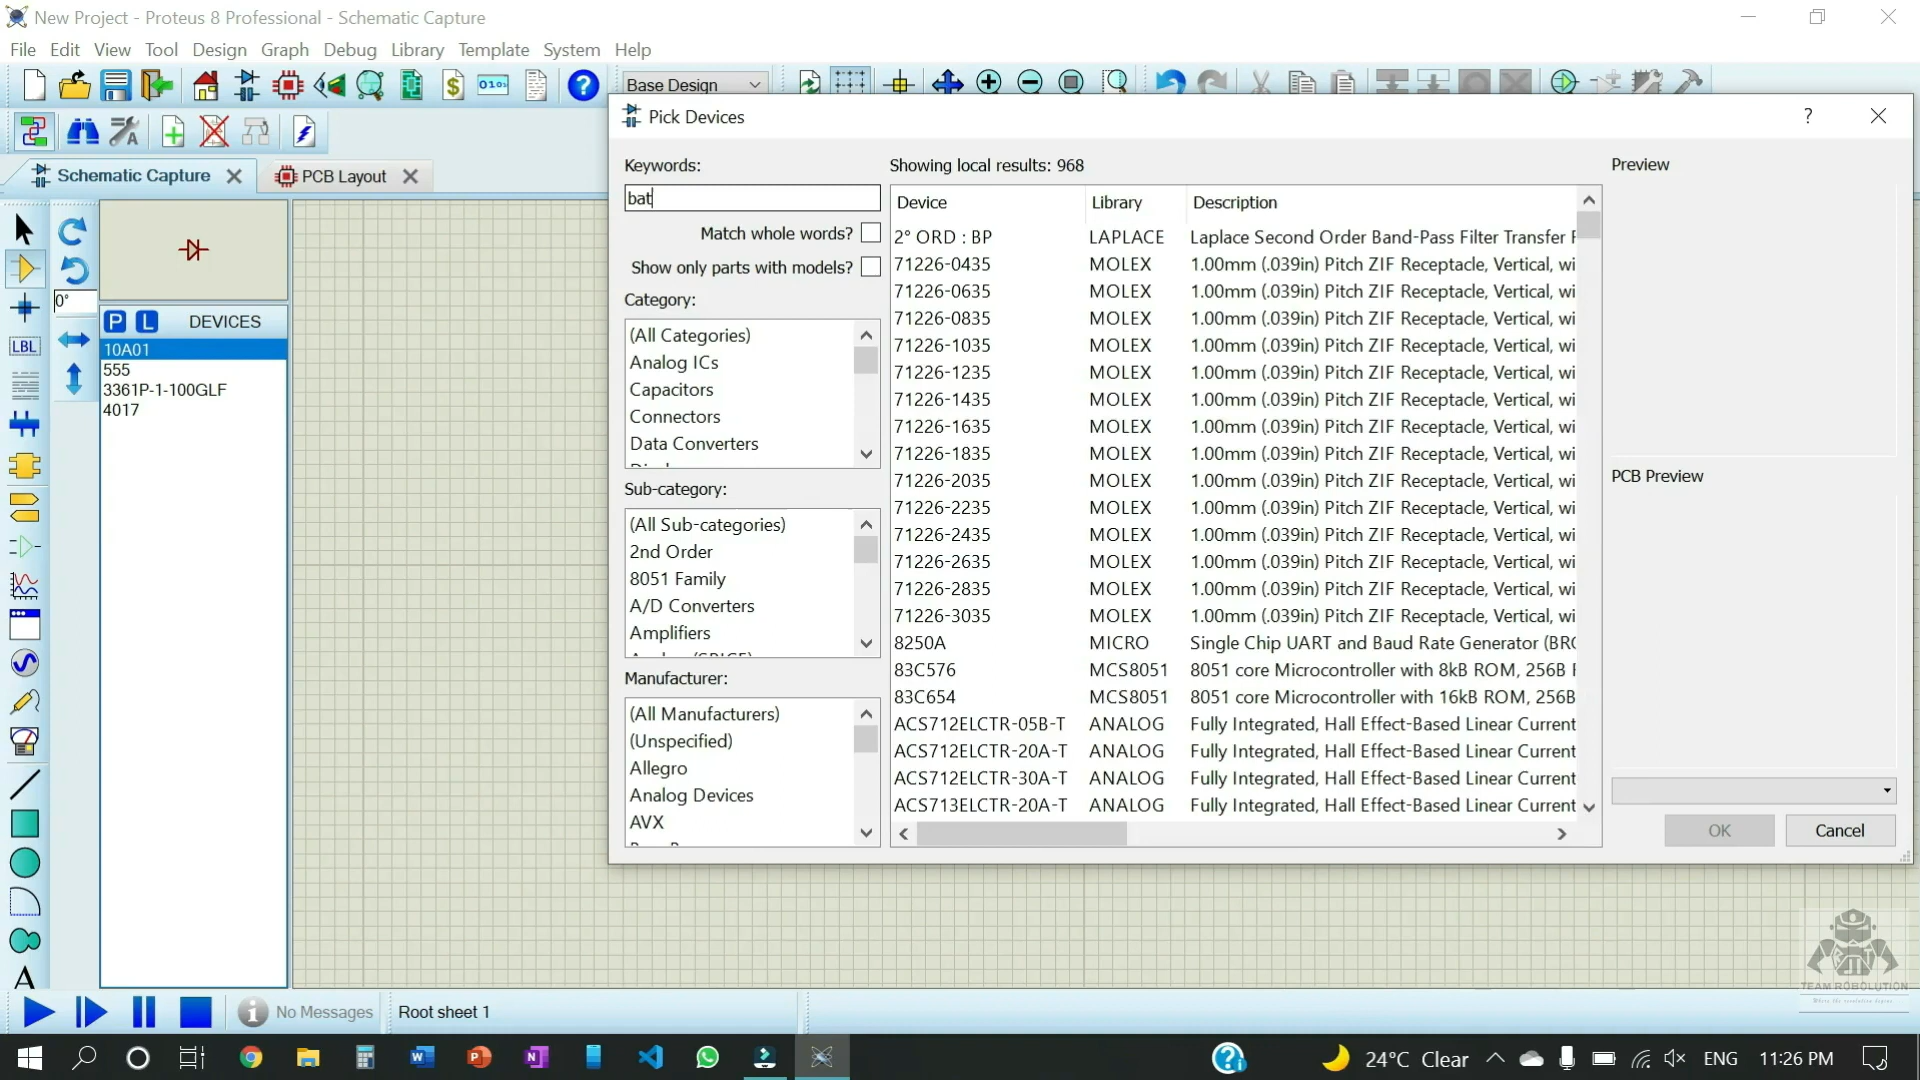 New Project - Proteus 8 Professional - Schematic Capture
File Edit View Tool Design Graph Debug Library Template System Help
Base Design
Schematic Capture
PCB Layout
0°
LBL
P L DEVICES
10A01
555
3361P-1-100GLF
4017
A
Pick Devices
?
Keywords:
bat
Match whole words?
Show only parts with models?
Category:
(All Categories)
Analog ICs
Capacitors
Connectors
Data Converters
Sub-category:
(All Sub-categories)
2nd Order
8051 Family
A/D Converters
Amplifiers
Manufacturer:
(All Manufacturers)
(Unspecified)
Allegro
Analog Devices
AVX
Showing local results: 968
Device Library Description
2° ORD : BP LAPLACE Laplace Second Order Band-Pass Filter Transfer F
71226-0435 MOLEX 1.00mm (.039in) Pitch ZIF Receptacle, Vertical, wi
71226-0635 MOLEX 1.00mm (.039in) Pitch ZIF Receptacle, Vertical, wi
71226-0835 MOLEX 1.00mm (.039in) Pitch ZIF Receptacle, Vertical, wi
71226-1035 MOLEX 1.00mm (.039in) Pitch ZIF Receptacle, Vertical, wi
71226-1235 MOLEX 1.00mm (.039in) Pitch ZIF Receptacle, Vertical, wi
71226-1435 MOLEX 1.00mm (.039in) Pitch ZIF Receptacle, Vertical, wi
71226-1635 MOLEX 1.00mm (.039in) Pitch ZIF Receptacle, Vertical, wi
71226-1835 MOLEX 1.00mm (.039in) Pitch ZIF Receptacle, Vertical, wi
71226-2035 MOLEX 1.00mm (.039in) Pitch ZIF Receptacle, Vertical, wi
71226-2235 MOLEX 1.00mm (.039in) Pitch ZIF Receptacle, Vertical, wi
71226-2435 MOLEX 1.00mm (.039in) Pitch ZIF Receptacle, Vertical, wi
71226-2635 MOLEX 1.00mm (.039in) Pitch ZIF Receptacle, Vertical, wi
71226-2835 MOLEX 1.00mm (.039in) Pitch ZIF Receptacle, Vertical, wi
71226-3035 MOLEX 1.00mm (.039in) Pitch ZIF Receptacle, Vertical, wi
8250A MICRO Single Chip UART and Baud Rate Generator (BRG
83C576 MCS8051 8051 core Microcontroller with 8kB ROM, 256B
83C654 MCS8051 8051 core Microcontroller with 16kB ROM, 256B
ACS712ELCTR-05B-T ANALOG Fully Integrated, Hall Effect-Based Linear Current
ACS712ELCTR-20A-T ANALOG Fully Integrated, Hall Effect-Based Linear Current
ACS712ELCTR-30A-T ANALOG Fully Integrated, Hall Effect-Based Linear Current
ACS713ELCTR-20A-T ANALOG Fully Integrated, Hall Effect-Based Linear Current
Preview
PCB Preview
OK Cancel
TEAM ROBOLUTION
No Messages
Root sheet 1
24°C Clear
ENG
11:26 PM